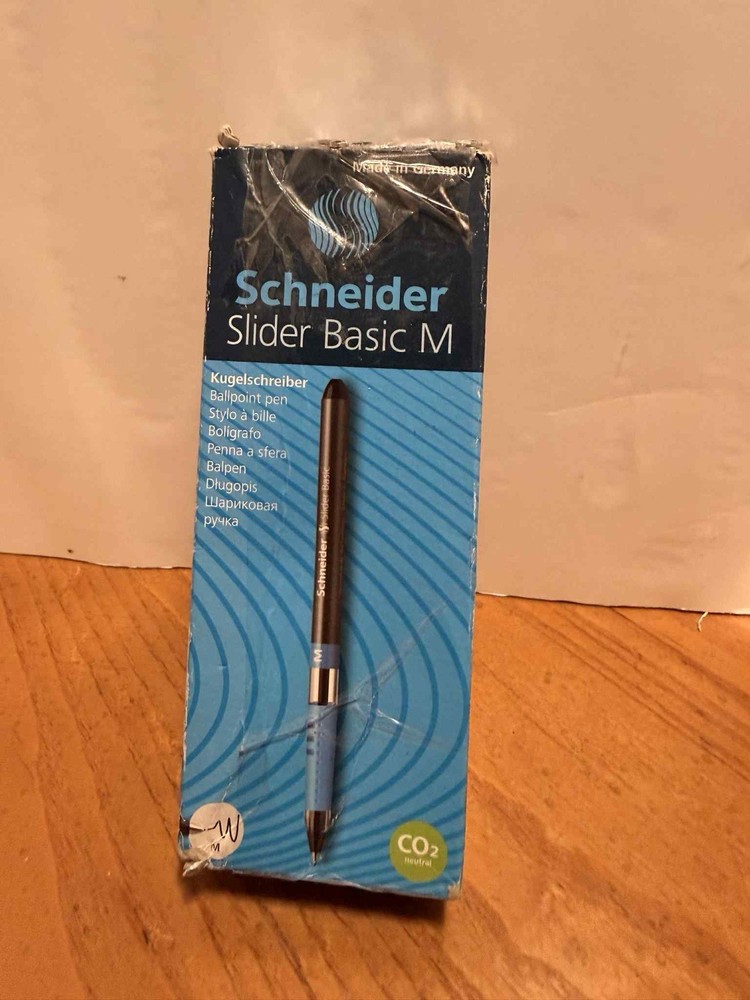 Made in Germany
Schneider
Slider Basic M
Kugelschreiber
Ballpoint pen
Stylo à bille
Bolígrafo
Penna a sfera
Balpen
Długopis
Шариковая
ручка
Schneider Slider Basic
M
M
CO₂
neutral